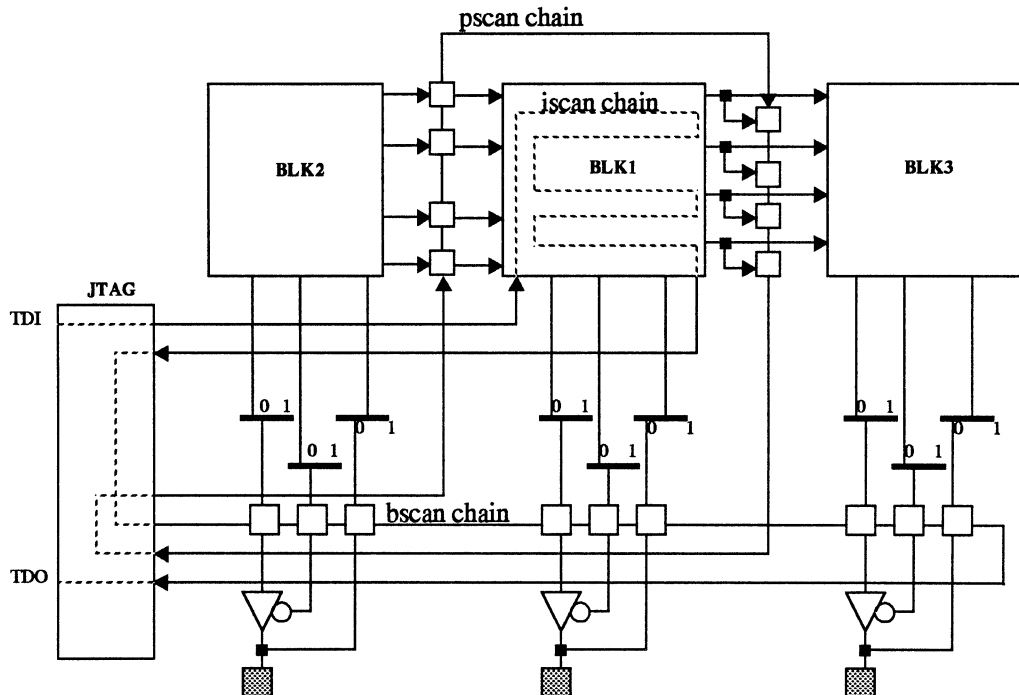 pscan chain
iscan chain
BLK2
BLK1
BLK3
JTAG
TDI
0 1
0 1
0 1
0 1
0 1
0 1
0 1
0 1
0 1
bscan chain
TDO